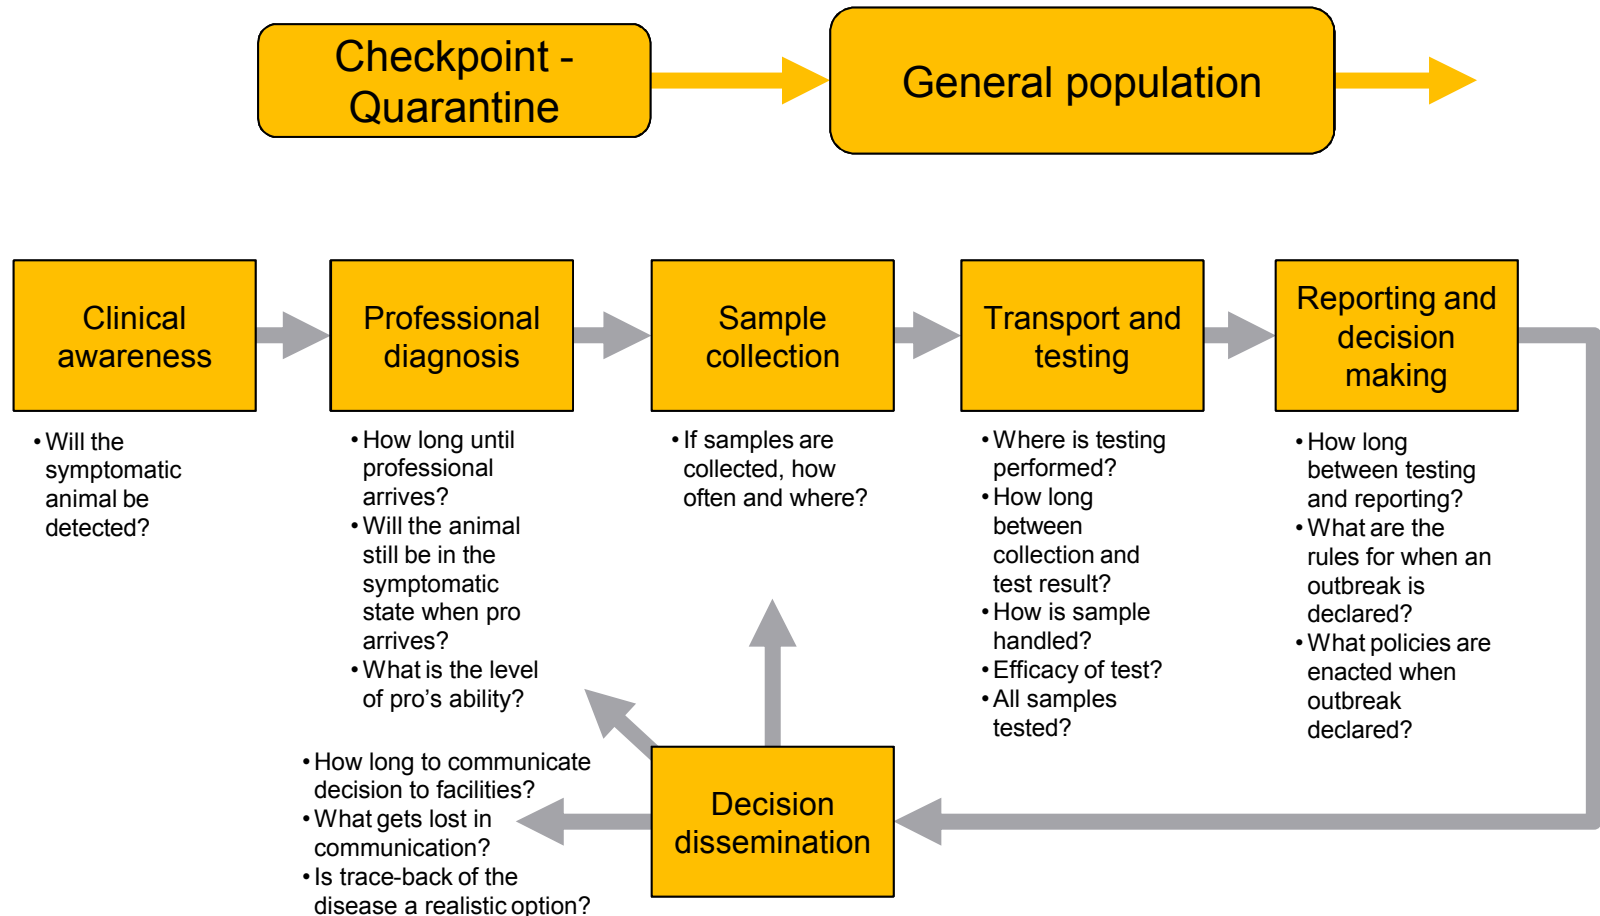 Checkpoint -
Quarantine
General population
Clinical
awareness
Professional
diagnosis
Sample
collection
Transport and
testing
Reporting and
decision
making
• Will the
symptomatic
animal be
detected?
• How long until
professional
arrives?
• Will the animal
still be in the
symptomatic
state when pro
arrives?
• What is the level
of pro's ability?
• If samples are
collected, how
often and where?
• Where is testing
performed?
• How long
between
collection and
test result?
• How is sample
handled?
• Efficacy of test?
• All samples
tested?
• How long
between testing
and reporting?
• What are the
rules for when an
outbreak is
declared?
• What policies are
enacted when
outbreak
declared?
• How long to communicate
decision to facilities?
• What gets lost in
communication?
• Is trace-back of the
disease a realistic option?
Decision
dissemination